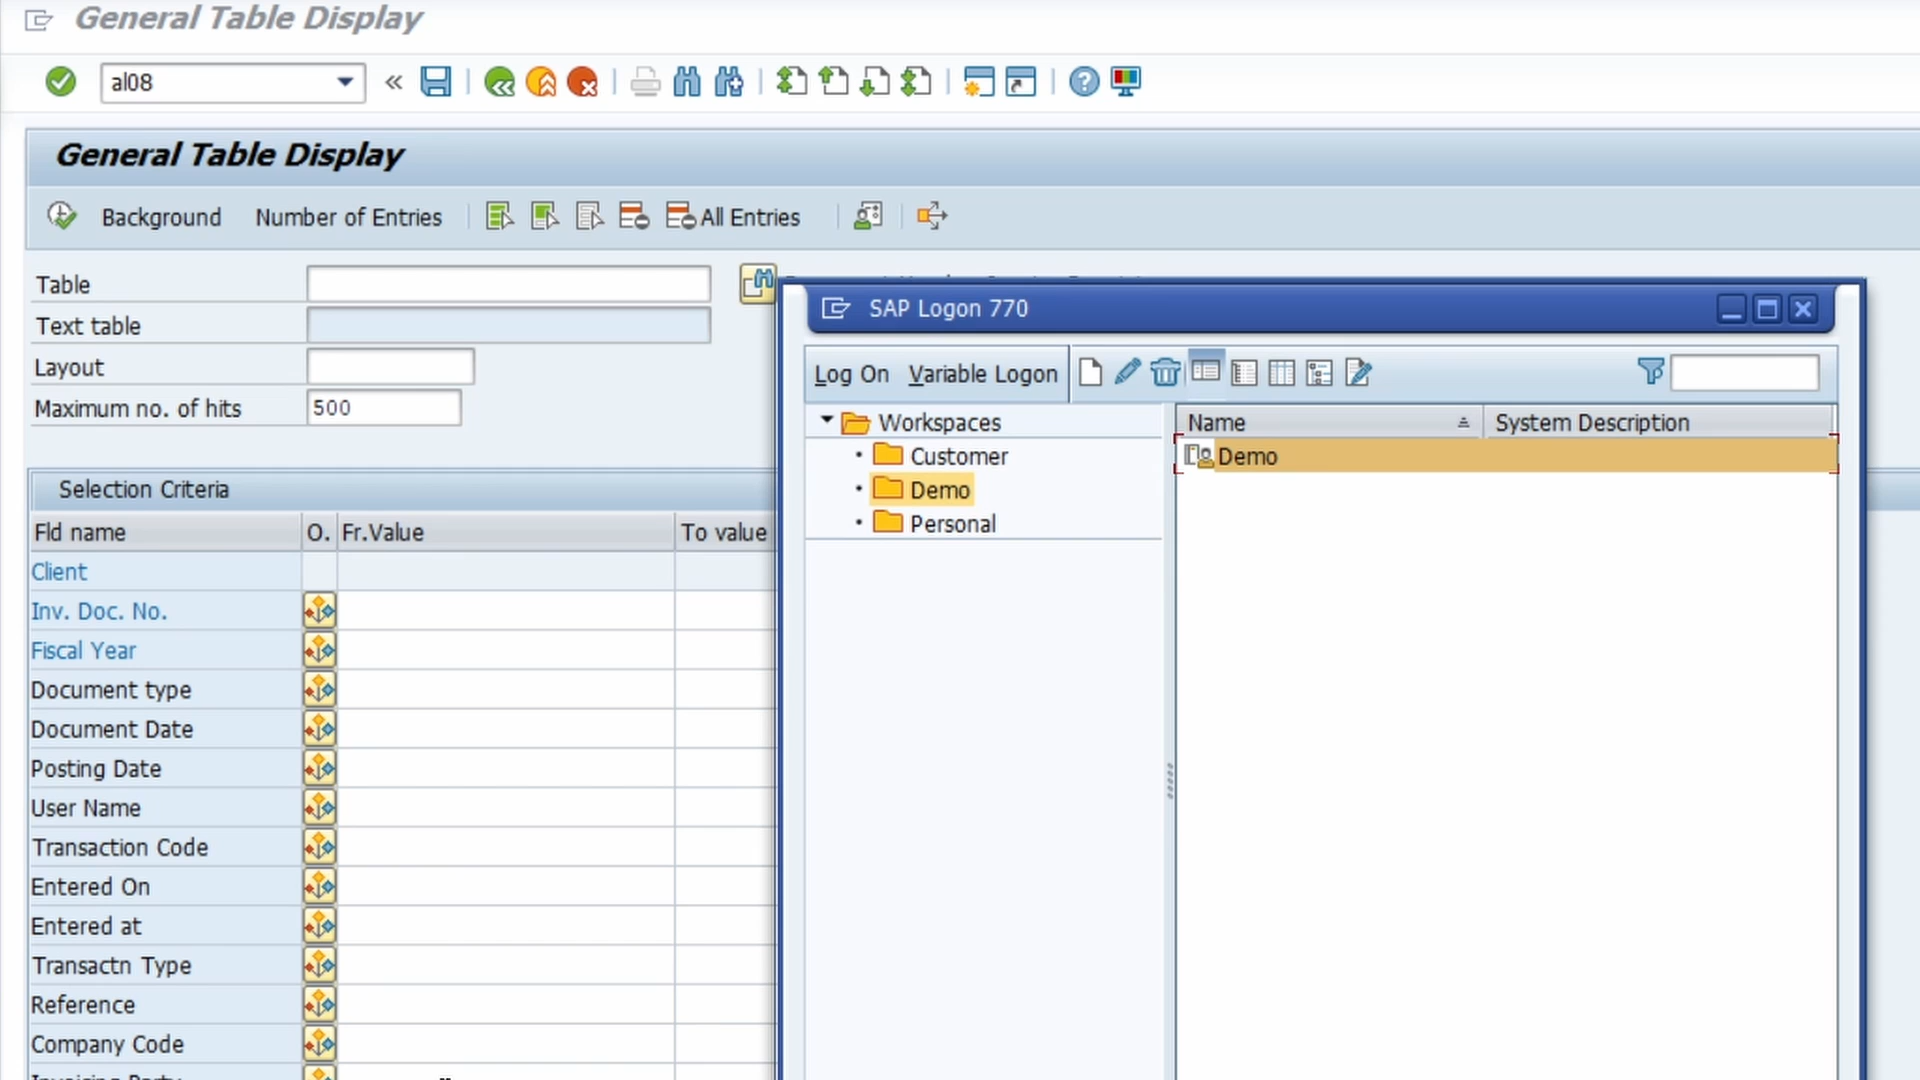 General Table Display
al08
General Table Display
Background Number of Entries All Entries
Table
Text table
Layout
Maximum no. of hits 500
Selection Criteria
Fld name O. Fr.Value To value
Client
Inv. Doc. No.
Fiscal Year
Document type
Document Date
Posting Date
User Name
Transaction Code
Entered On
Entered at
Transactn Type
Reference
Company Code
SAP Logon 770
Log On Variable Logon
Workspaces
Customer
Demo
Personal
Name System Description
Demo